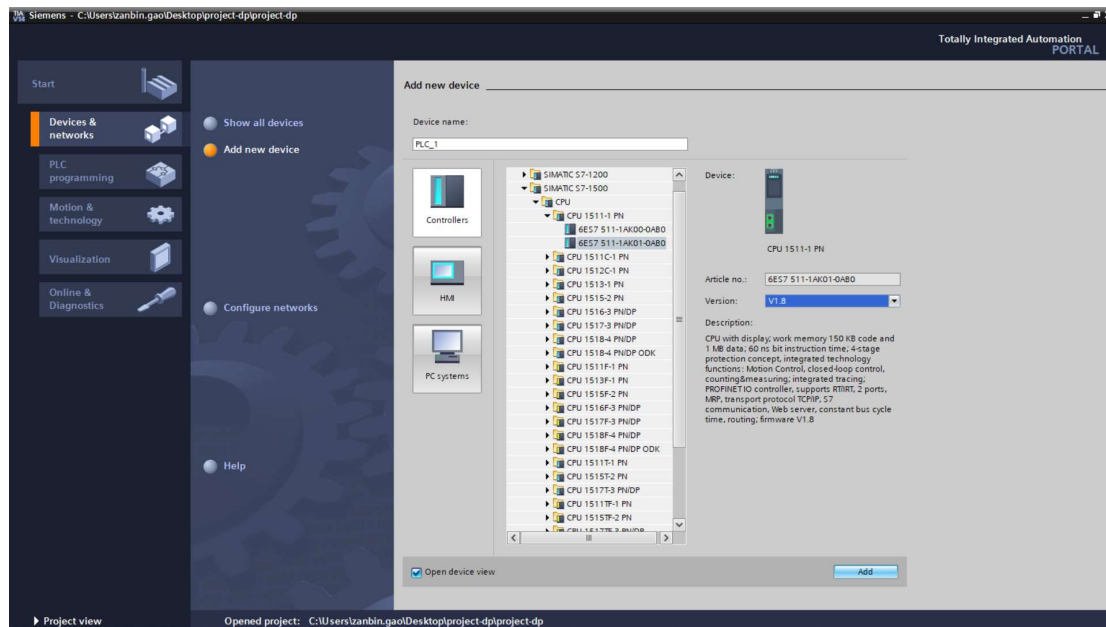 Siemens - C:\Users\zanbin.gao\Desktop\project-dp\project-dp
Totally Integrated Automation
PORTAL
Start
Devices &
networks
PLC
programming
Motion &
technology
Visualization
Online &
Diagnostics
Show all devices
Add new device
Configure networks
Help
Add new device
Device name:
PLC_1
Controllers
HMI
PC systems
SIMATIC S7-1200
SIMATIC S7-1500
CPU
CPU 1511-1 PN
6ES7 511-1AK00-0AB0
6ES7 511-1AK01-0AB0
CPU 1511C-1 PN
CPU 1512C-1 PN
CPU 1513-1 PN
CPU 1515-2 PN
CPU 1516-3 PN/DP
CPU 1517-3 PN/DP
CPU 1518-4 PN/DP
CPU 1518-4 PN/DP ODK
CPU 1511F-1 PN
CPU 1513F-1 PN
CPU 1515F-2 PN
CPU 1516F-3 PN/DP
CPU 1517F-3 PN/DP
CPU 1518F-4 PN/DP
CPU 1518F-4 PN/DP ODK
CPU 1511T-1 PN
CPU 1515T-2 PN
CPU 1517T-3 PN/DP
CPU 1511TF-1 PN
CPU 1515TF-2 PN
CPU 1517TF-3 PN/DP
Device:
CPU 1511-1 PN
Article no.:
6ES7 511-1AK01-0AB0
Version:
V1.8
Description:
CPU with display; work memory 150 KB code and
1 MB data; 60 ns bit instruction time; 4-stage
protection concept, integrated technology
functions: Motion Control, closed-loop control,
counting&measuring; integrated tracing;
PROFINET IO controller, supports RT/IRT, 2 ports,
MRP, transport protocol TCP/IP, S7
communication, Web server, constant bus cycle
time, routing; firmware V1.8
Open device view
Add
Project view
Opened project: C:\Users\zanbin.gao\Desktop\project-dp\project-dp